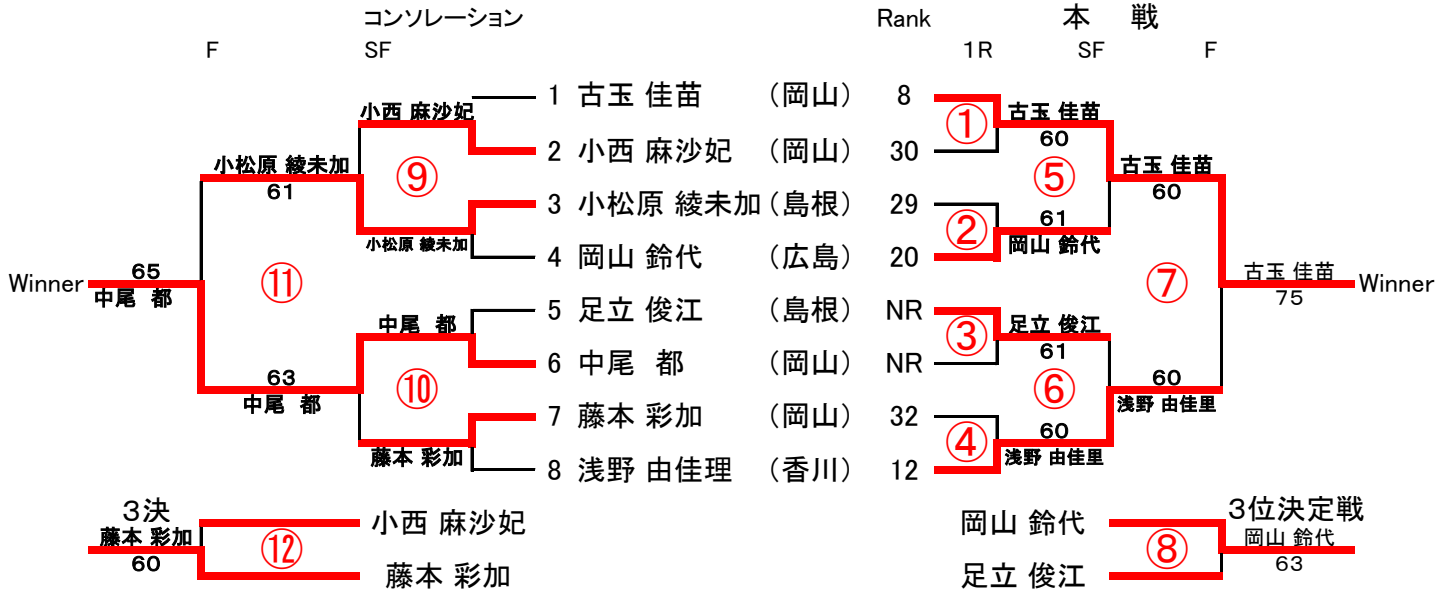 コンソレーション Rank 本 戦
F SF 1R SF F
1 古玉 佳苗 (岡山) 8
小西 麻沙妃 ① 古玉 佳苗
60
2 小西 麻沙妃 (岡山) 30
小松原 綾未加 ⑨ ⑤ 古玉 佳苗
61 60
3 小松原 綾未加 (島根) 29
② 61
小松原 綾未加 岡山 鈴代
4 岡山 鈴代 (広島) 20
65 ⑪ ⑦ 古玉 佳苗
Winner Winner
中尾 都 75
5 足立 俊江 (島根) NR
中尾 都 ③ 足立 俊江
61
6 中尾 都 (岡山) NR
63 ⑩ ⑥ 60
中尾 都 浅野 由佳里
7 藤本 彩加 (岡山) 32
④ 60
藤本 彩加 浅野 由佳里
8 浅野 由佳理 (香川) 12
3決 小西 麻沙妃 岡山 鈴代 3位決定戦
藤本 彩加 ⑫ ⑧ 岡山 鈴代
60 63
藤本 彩加 足立 俊江